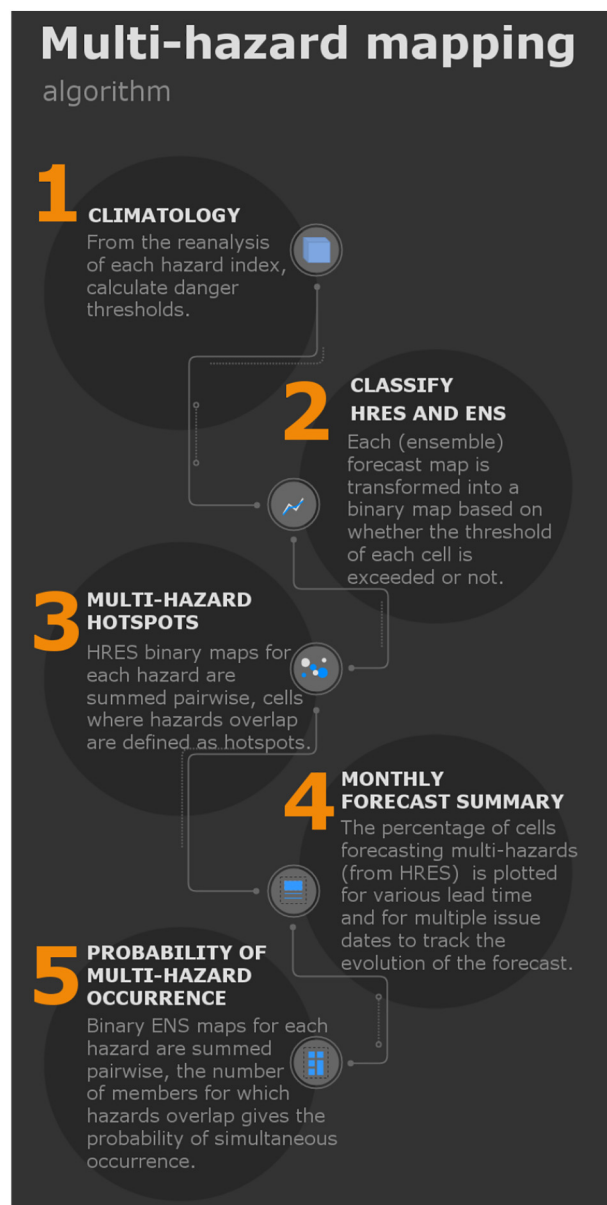 Multi-hazard mapping
algorithm
1
CLIMATOLOGY
From the reanalysis
of each hazard index,
calculate danger
thresholds.
2
CLASSIFY
HRES AND ENS
Each (ensemble)
forecast map is
transformed into a
binary map based on
whether the threshold
of each cell is
exceeded or not.
3
MULTI-HAZARD
HOTSPOTS
HRES binary maps for
each hazard are
summed pairwise, cells
where hazards overlap
are defined as hotspots.
4
MONTHLY
FORECAST SUMMARY
The percentage of cells
forecasting multi-hazards
(from HRES) is plotted
for various lead time
and for multiple issue
dates to track the
evolution of the forecast.
5
PROBABILITY OF
MULTI-HAZARD
OCCURRENCE
Binary ENS maps for each
hazard are summed
pairwise, the number
of members for which
hazards overlap gives the
probability of simultaneous
occurrence.